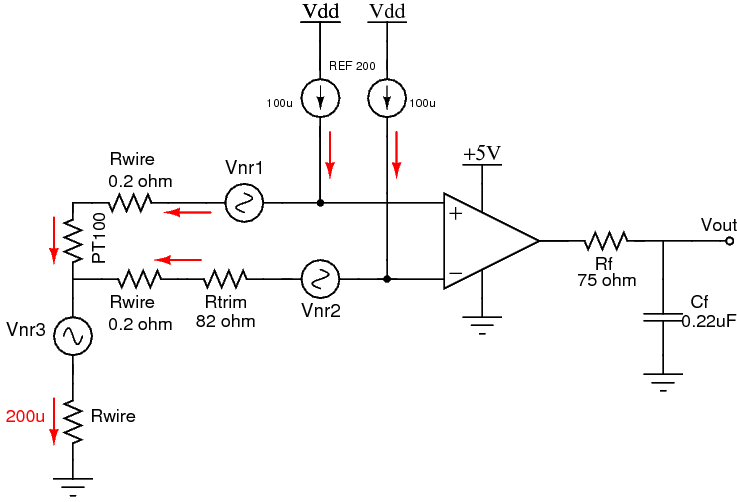 Vdd
Vdd
REF 200
100u
100u
Rwire
0.2 ohm
Vnr1
+5V
PT100
+
−
Vout
Rf
75 ohm
Rwire
0.2 ohm
Rtrim
82 ohm
Vnr2
Cf
0.22uF
Vnr3
200u
Rwire